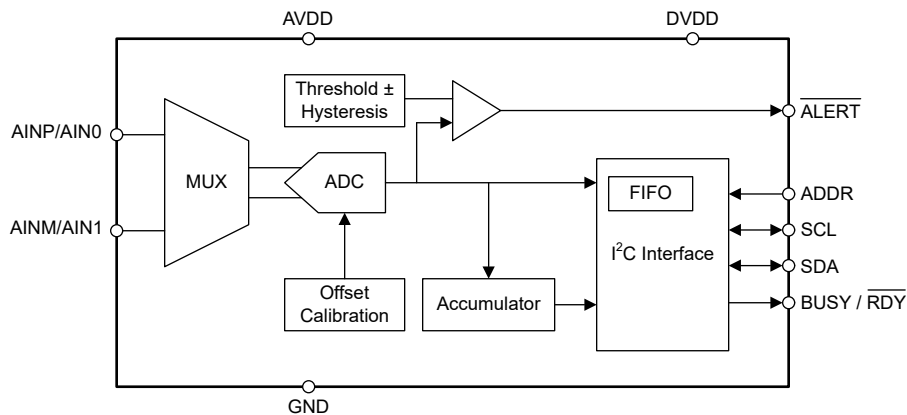 AVDD
DVDD
Threshold ±
Hysteresis
ALERT
AINP/AIN0
MUX
ADC
FIFO
ADDR
AINM/AIN1
SCL
I²C Interface
SDA
Offset
Calibration
Accumulator
BUSY / RDY
GND